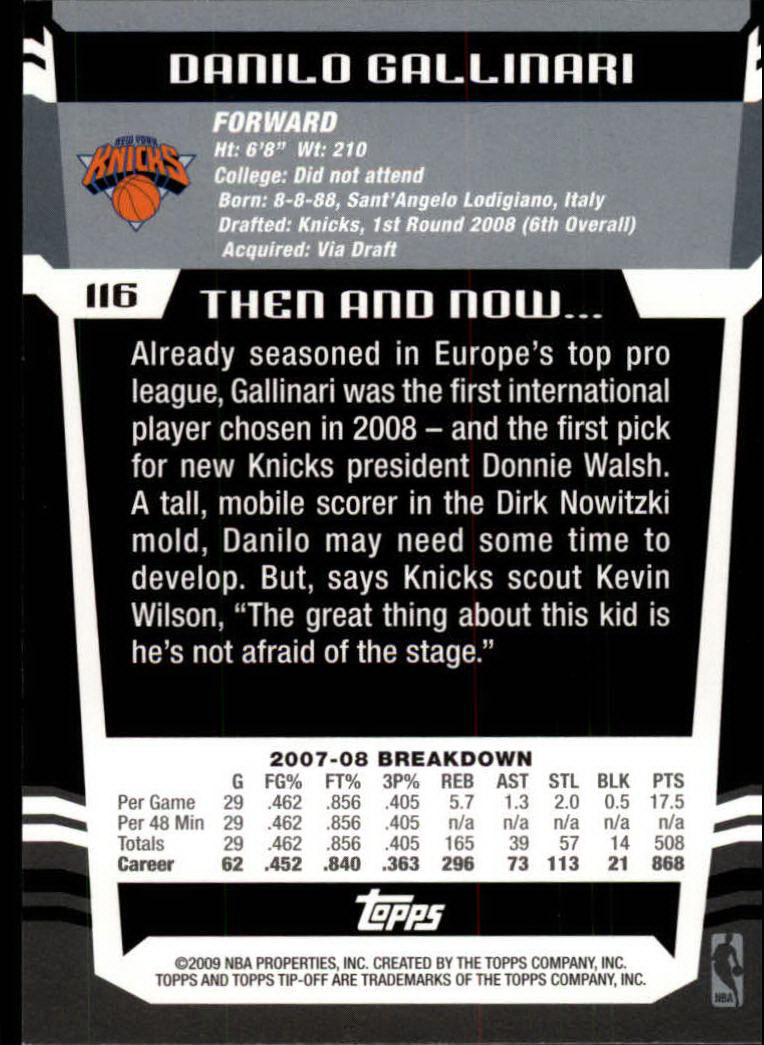 DANILO GALLINARI
NEW YORK
KNICKS
FORWARD
Ht: 6'8" Wt: 210
College: Did not attend
Born: 8-8-88, Sant'Angelo Lodigiano, Italy
Drafted: Knicks, 1st Round 2008 (6th Overall)
Acquired: Via Draft
116
THEN AND NOW...
Already seasoned in Europe's top pro
league, Gallinari was the first international
player chosen in 2008 – and the first pick
for new Knicks president Donnie Walsh.
A tall, mobile scorer in the Dirk Nowitzki
mold, Danilo may need some time to
develop. But, says Knicks scout Kevin
Wilson, “The great thing about this kid is
he's not afraid of the stage.”
2007-08 BREAKDOWN
G FG% FT% 3P% REB AST STL BLK PTS
Per Game 29 .462 .856 .405 5.7 1.3 2.0 0.5 17.5
Per 48 Min 29 .462 .856 .405 n/a n/a n/a n/a n/a
Totals 29 .462 .856 .405 165 39 57 14 508
Career 62 .452 .840 .363 296 73 113 21 868
topps
©2009 NBA PROPERTIES, INC. CREATED BY THE TOPPS COMPANY, INC.
TOPPS AND TOPPS TIP-OFF ARE TRADEMARKS OF THE TOPPS COMPANY, INC.
NBA